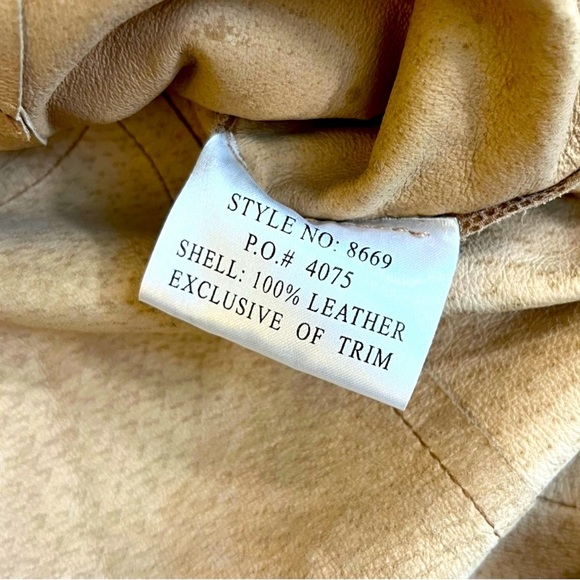 STYLE NO: 8669
P.O.# 4075
SHELL: 100% LEATHER
EXCLUSIVE OF TRIM